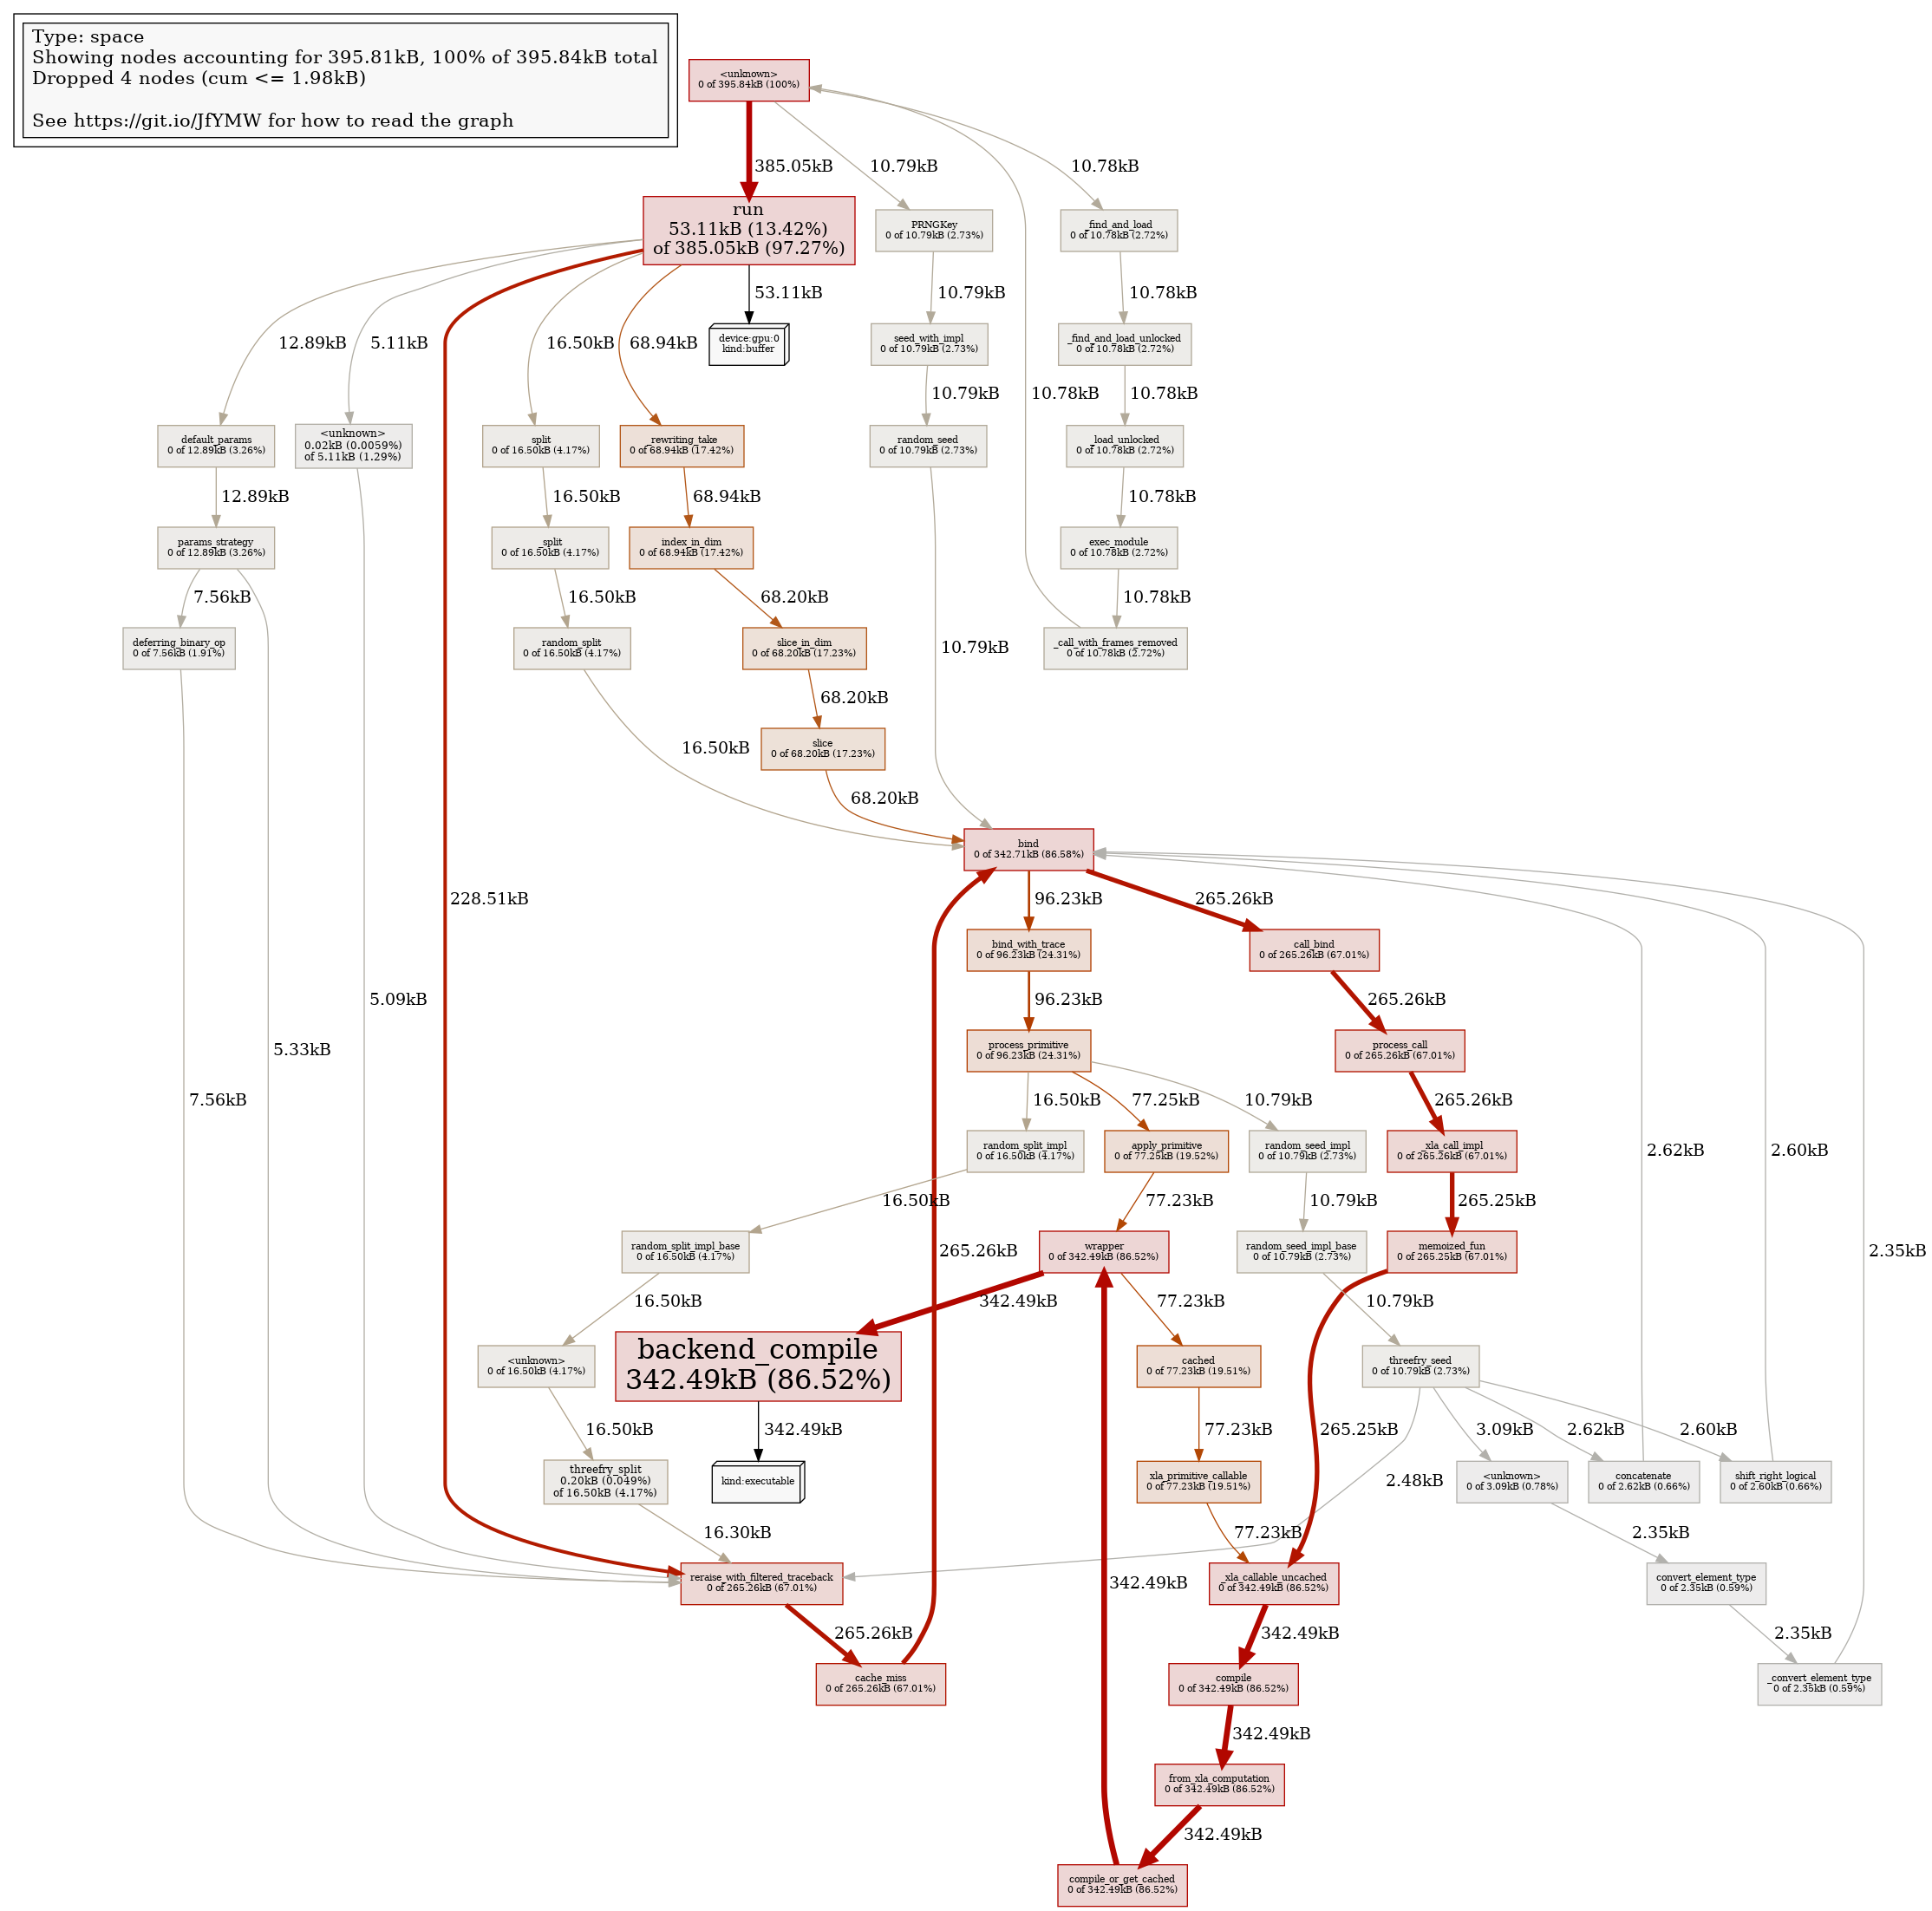 Type: space
Showing nodes accounting for 395.81kB, 100% of 395.84kB total
Dropped 4 nodes (cum <= 1.98kB)
See https://git.io/JfYMW for how to read the graph
<unknown>
0 of 395.84kB (100%)
385.05kB
10.79kB
10.78kB
run
53.11kB (13.42%)
of 385.05kB (97.27%)
PRNGKey
0 of 10.79kB (2.73%)
_find_and_load
0 of 10.78kB (2.72%)
12.89kB
5.11kB
16.50kB
68.94kB
53.11kB
10.79kB
10.78kB
device:gpu:0
kind:buffer
seed_with_impl
0 of 10.79kB (2.73%)
_find_and_load_unlocked
0 of 10.78kB (2.72%)
10.79kB
10.78kB
10.78kB
default_params
0 of 12.89kB (3.26%)
<unknown>
0.02kB (0.0059%)
of 5.11kB (1.29%)
split
0 of 16.50kB (4.17%)
_rewriting_take
0 of 68.94kB (17.42%)
random_seed
0 of 10.79kB (2.73%)
_load_unlocked
0 of 10.78kB (2.72%)
12.89kB
16.50kB
68.94kB
10.78kB
params_strategy
0 of 12.89kB (3.26%)
_split
0 of 16.50kB (4.17%)
index_in_dim
0 of 68.94kB (17.42%)
exec_module
0 of 10.78kB (2.72%)
7.56kB
16.50kB
68.20kB
10.78kB
deferring_binary_op
0 of 7.56kB (1.91%)
random_split
0 of 16.50kB (4.17%)
slice_in_dim
0 of 68.20kB (17.23%)
10.79kB
_call_with_frames_removed
0 of 10.78kB (2.72%)
68.20kB
16.50kB
slice
0 of 68.20kB (17.23%)
68.20kB
bind
0 of 342.71kB (86.58%)
228.51kB
96.23kB
265.26kB
bind_with_trace
0 of 96.23kB (24.31%)
call_bind
0 of 265.26kB (67.01%)
5.09kB
96.23kB
265.26kB
5.33kB
process_primitive
0 of 96.23kB (24.31%)
process_call
0 of 265.26kB (67.01%)
7.56kB
16.50kB
77.25kB
10.79kB
265.26kB
random_split_impl
0 of 16.50kB (4.17%)
apply_primitive
0 of 77.25kB (19.52%)
random_seed_impl
0 of 10.79kB (2.73%)
_xla_call_impl
0 of 265.26kB (67.01%)
2.62kB
2.60kB
16.50kB
77.23kB
10.79kB
265.25kB
random_split_impl_base
0 of 16.50kB (4.17%)
265.26kB
wrapper
0 of 342.49kB (86.52%)
random_seed_impl_base
0 of 10.79kB (2.73%)
memoized_fun
0 of 265.25kB (67.01%)
2.35kB
16.50kB
342.49kB
77.23kB
10.79kB
<unknown>
0 of 16.50kB (4.17%)
backend_compile
342.49kB (86.52%)
cached
0 of 77.23kB (19.51%)
threefry_seed
0 of 10.79kB (2.73%)
16.50kB
342.49kB
77.23kB
265.25kB
3.09kB
2.62kB
2.60kB
threefry_split
0.20kB (0.049%)
of 16.50kB (4.17%)
kind:executable
xla_primitive_callable
0 of 77.23kB (19.51%)
2.48kB
<unknown>
0 of 3.09kB (0.78%)
concatenate
0 of 2.62kB (0.66%)
shift_right_logical
0 of 2.60kB (0.66%)
16.30kB
77.23kB
2.35kB
reraise_with_filtered_traceback
0 of 265.26kB (67.01%)
342.49kB
_xla_callable_uncached
0 of 342.49kB (86.52%)
convert_element_type
0 of 2.35kB (0.59%)
265.26kB
342.49kB
2.35kB
cache_miss
0 of 265.26kB (67.01%)
compile
0 of 342.49kB (86.52%)
_convert_element_type
0 of 2.35kB (0.59%)
342.49kB
from_xla_computation
0 of 342.49kB (86.52%)
342.49kB
compile_or_get_cached
0 of 342.49kB (86.52%)